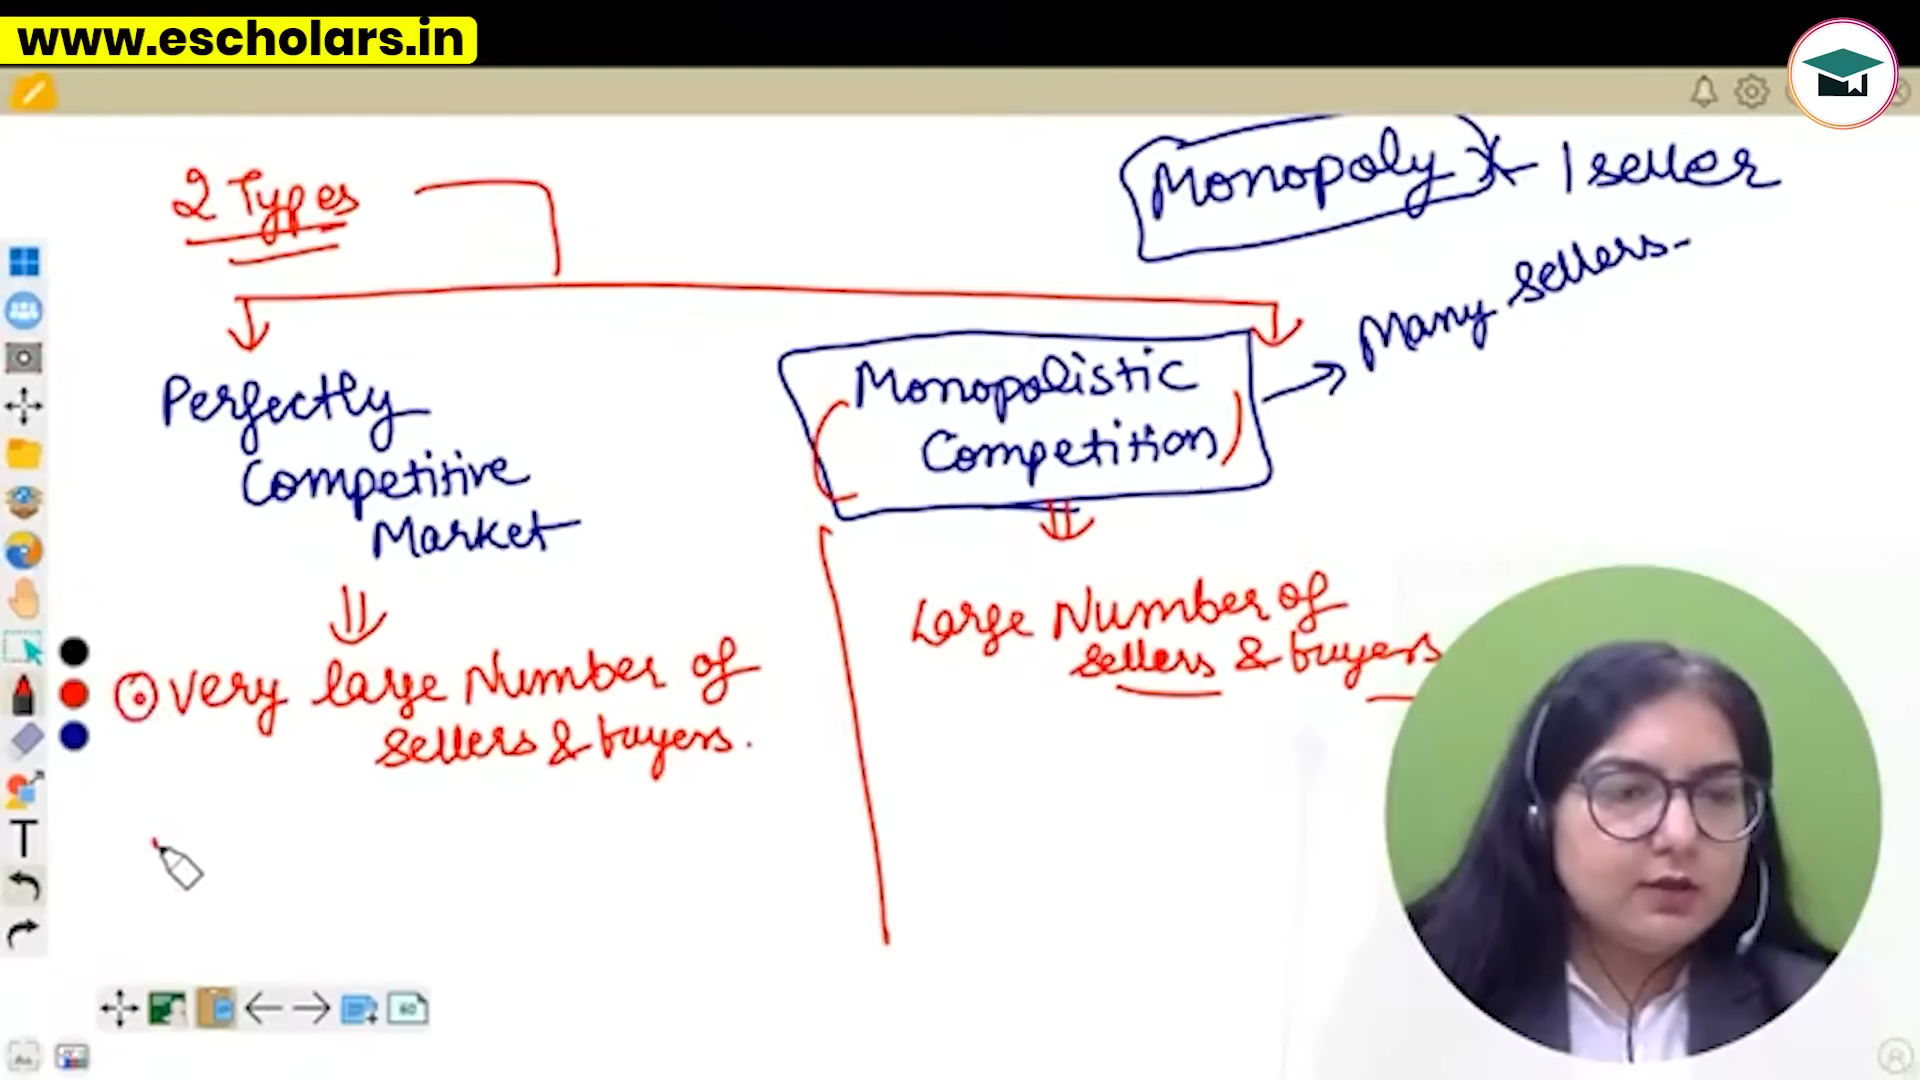 www.escholars.in
Monopoly X 1 seller
2 Types
Many sellers.
Perfectly
Competitive
Market
Monopolistic
(Competition)
Large Number of
sellers & buyers
Very large Number of
sellers & buyers.
T
60